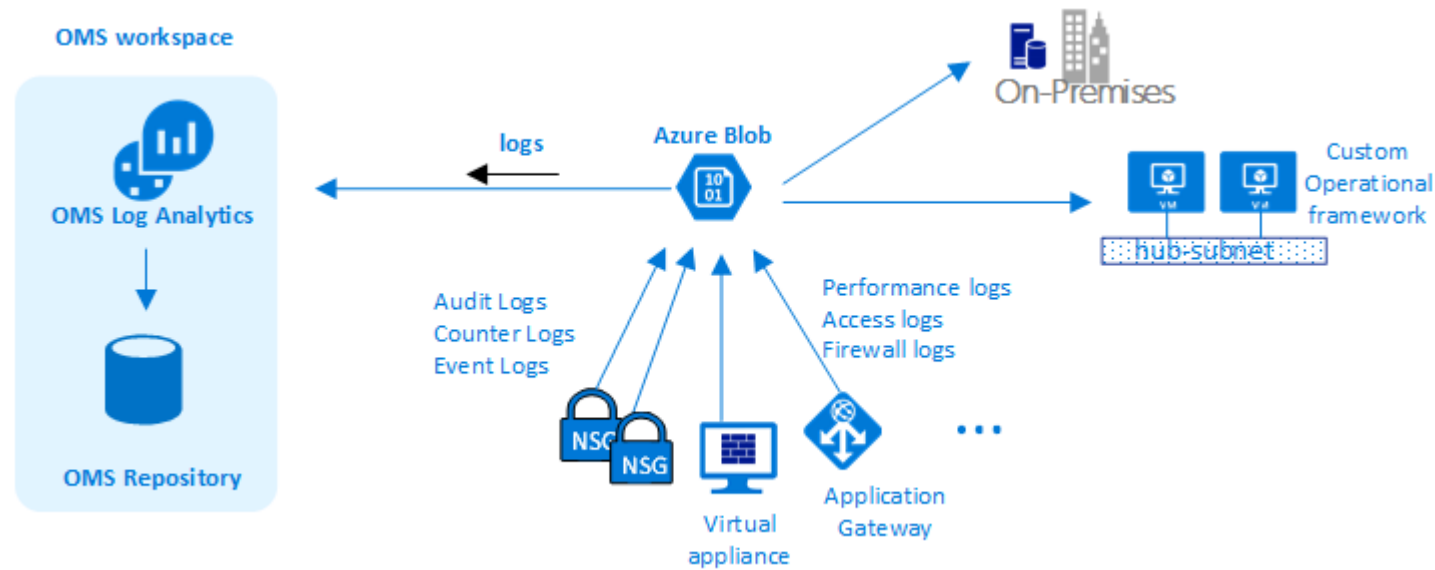 OMS workspace
OMS Log Analytics
OMS Repository
logs
Azure Blob
10
01
On-Premises
VM
VM
Custom
Operational
framework
hub-subnet
Audit Logs
Counter Logs
Event Logs
Performance logs
Access logs
Firewall logs
NSG
NSG
Virtual
appliance
Application
Gateway
...